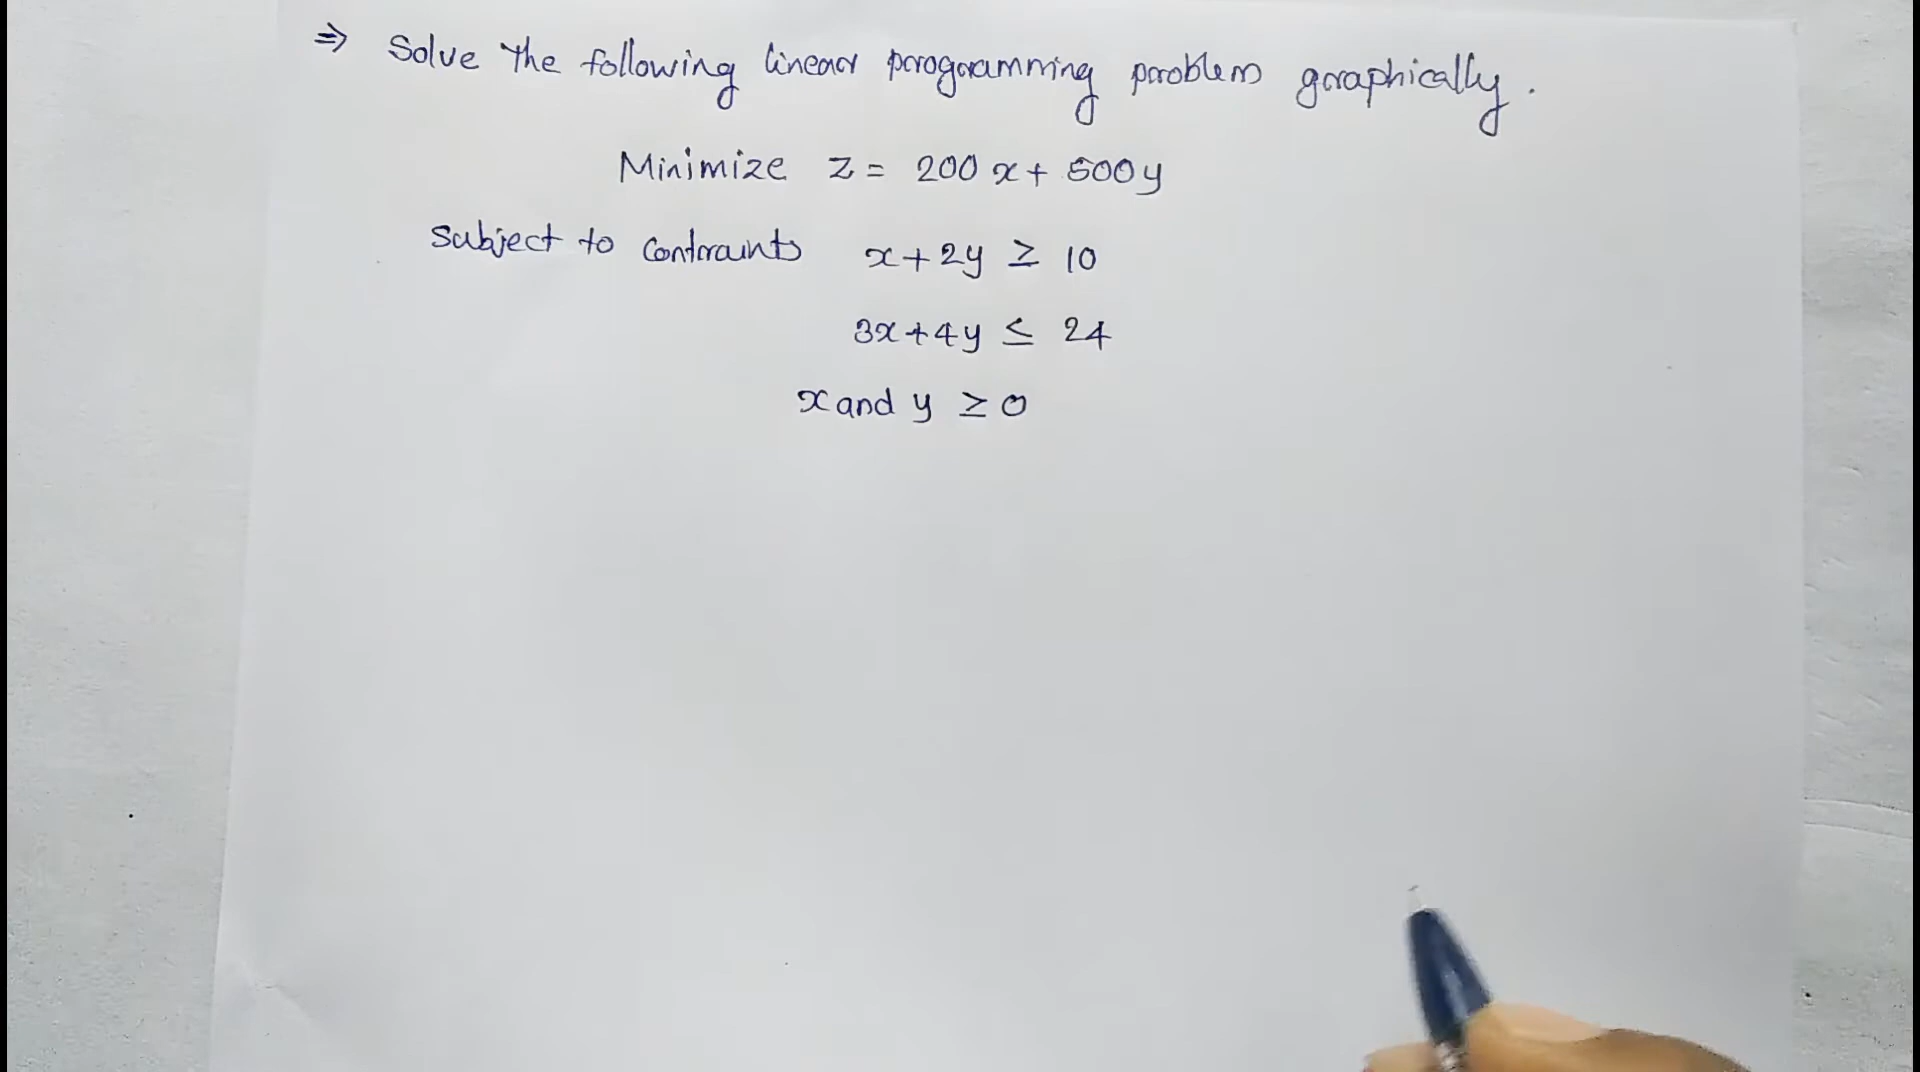 ⇒ Solve the following linear programming problem graphically.
Minimize z = 200x + 500y
Subject to Contraints x + 2y ≥ 10
3x + 4y ≤ 24
x and y ≥ 0